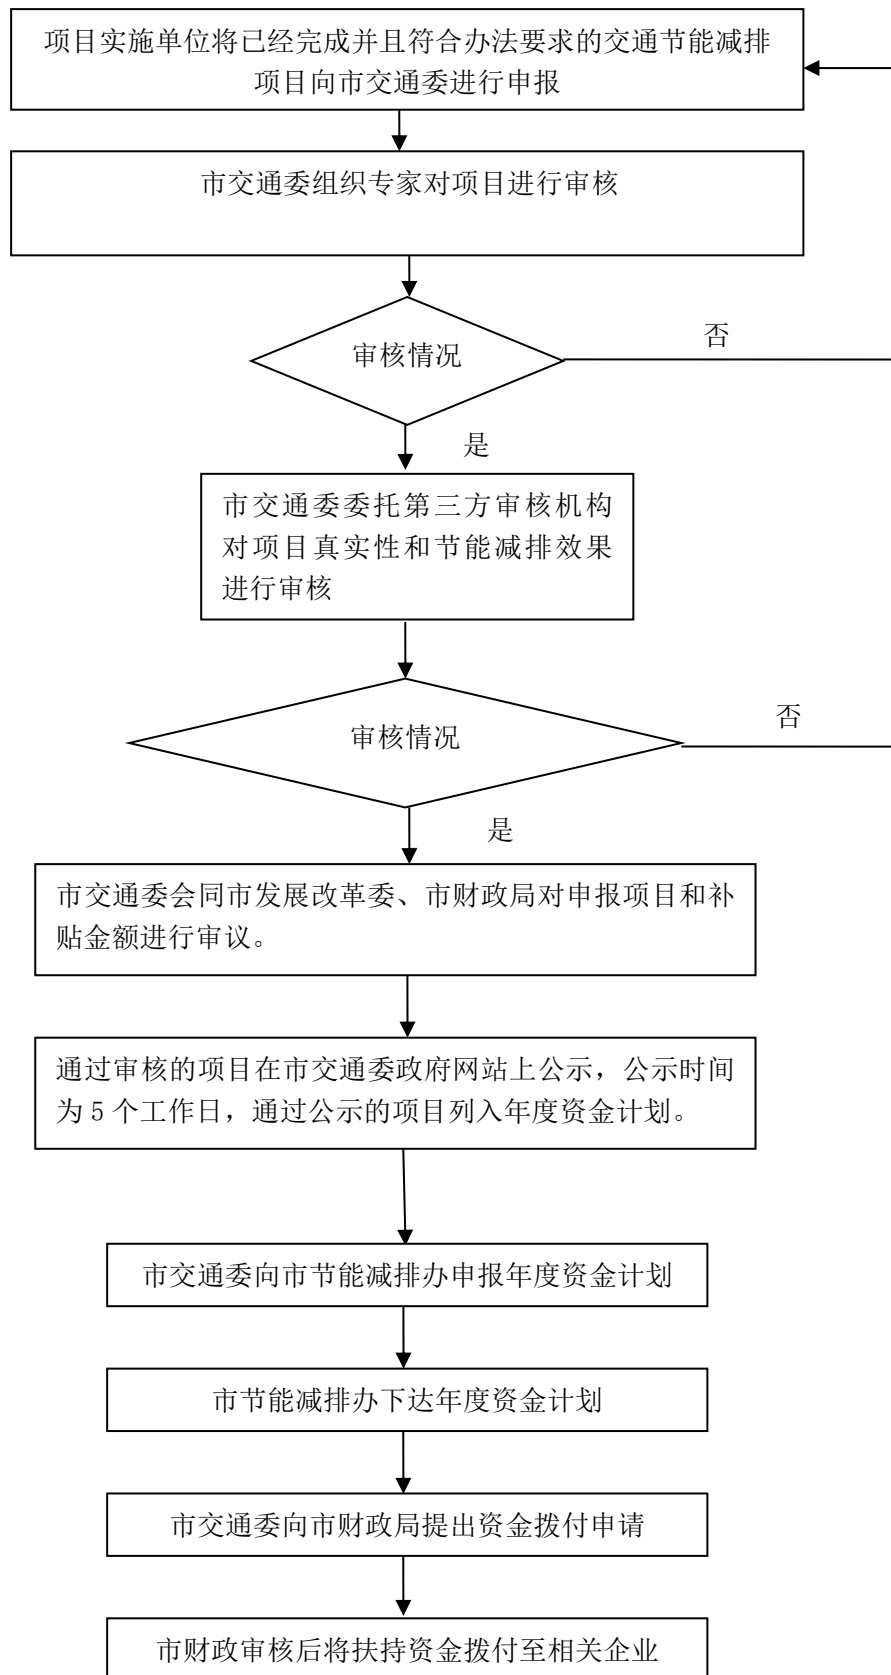 项目实施单位将已经完成并且符合办法要求的交通节能减排
项目向市交通委进行申报
市交通委组织专家对项目进行审核
审核情况
否
是
市交通委委托第三方审核机构
对项目真实性和节能减排效果
进行审核
审核情况
否
是
市交通委会同市发展改革委、市财政局对申报项目和补
贴金额进行审议。
通过审核的项目在市交通委政府网站上公示，公示时间
为 5 个工作日，通过公示的项目列入年度资金计划。
市交通委向市节能减排办申报年度资金计划
市节能减排办下达年度资金计划
市交通委向市财政局提出资金拨付申请
市财政审核后将扶持资金拨付至相关企业